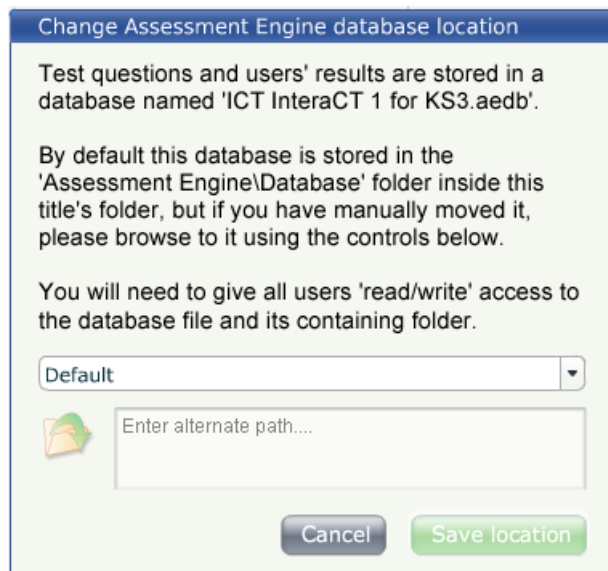 Change Assessment Engine database location
Test questions and users' results are stored in a
database named 'ICT InteraCT 1 for KS3.aedb'.
By default this database is stored in the
'Assessment Engine\Database' folder inside this
title's folder, but if you have manually moved it,
please browse to it using the controls below.
You will need to give all users 'read/write' access to
the database file and its containing folder.
Default
Enter alternate path....
Cancel
Save location